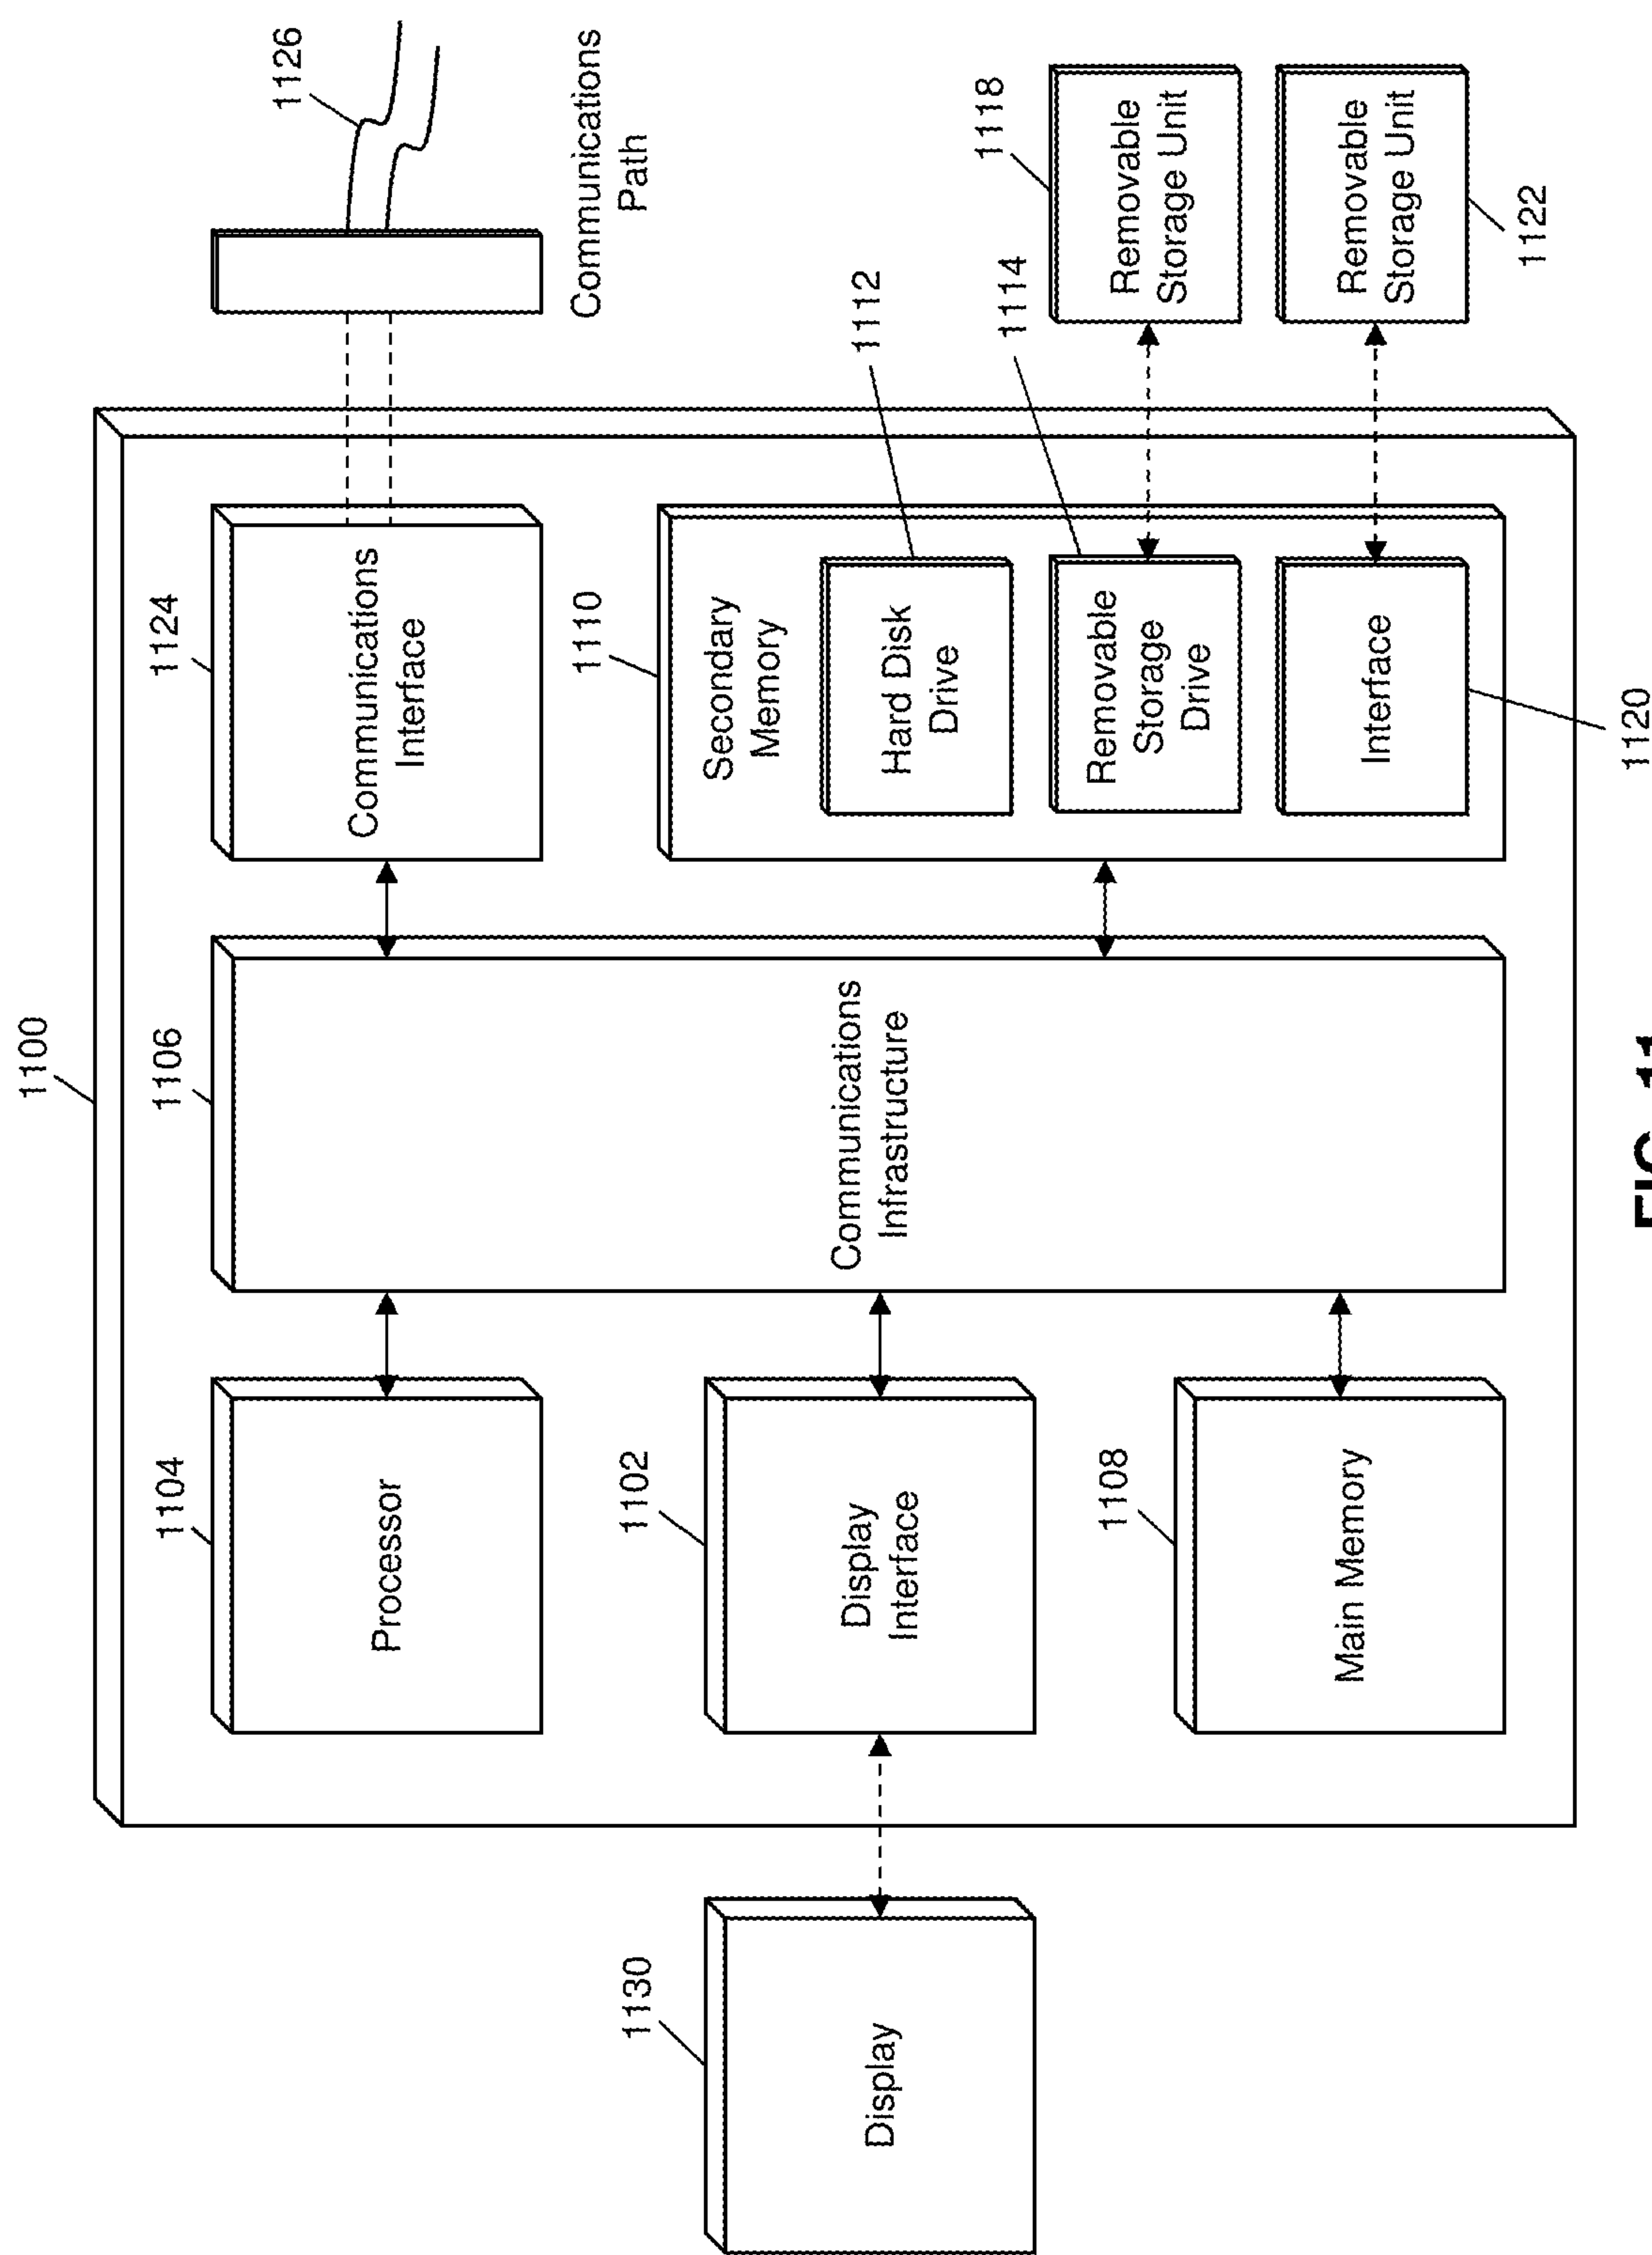 1100
1104
1106
1124
1126
Processor
Communications
Interface
Communications
Path
1130
1102
1110
Display
Display
Interface
Communications
Infrastructure
Secondary
Memory
1112
Hard Disk
Drive
1108
1114
1118
Removable
Storage
Drive
Removable
Storage Unit
Main Memory
Interface
Removable
Storage Unit
1122
1120
FIG. 11